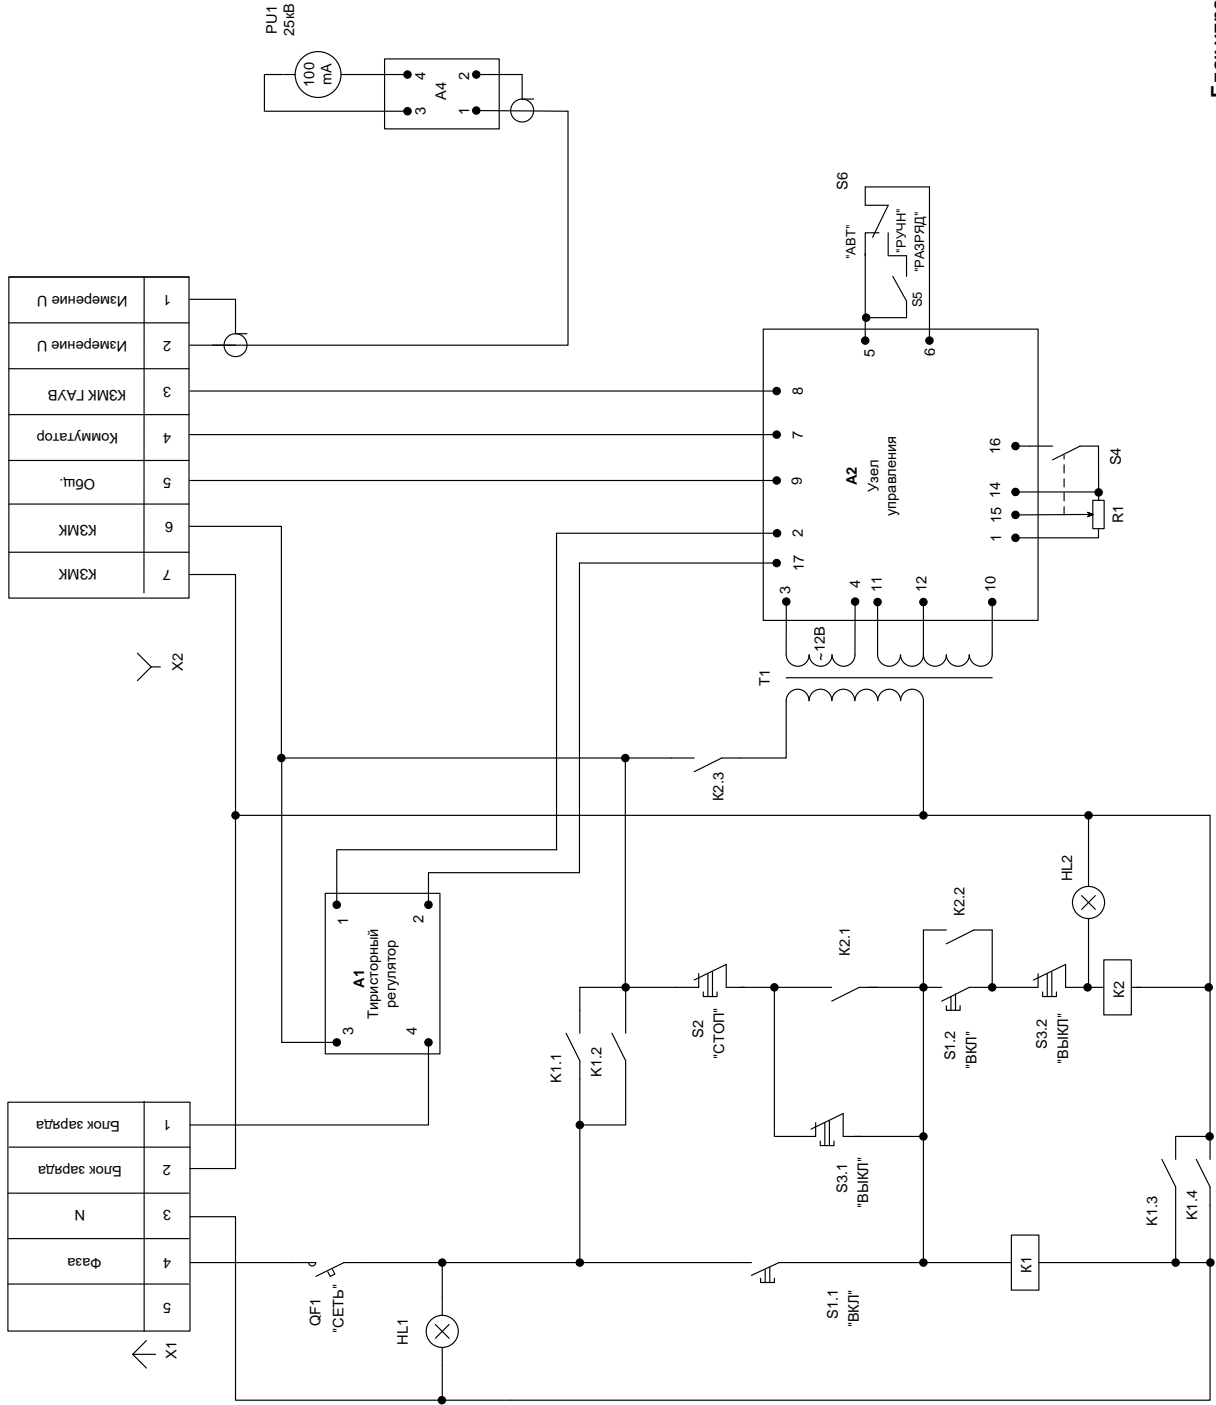 PU1
25кВ
100
mA
4
3
A4
2
1
Измерение U
1
Измерение U
2
КЗМК ГАУВ
3
Коммутатор
4
Общ.
5
КЗМК
6
КЗМК
7
X2
S6
"АВТ"
"РУЧН"
"РАЗРЯД"
S5
5
6
8
7
9
2
17
3
4
11
12
10
16
14
15
1
A2
Узел
управления
S4
R1
~12В
T1
K2.3
A1
Тиристорный
регулятор
1
2
3
4
HL2
K2.2
K2.1
S2
"СТОП"
S1.2
"ВКЛ"
S3.2
"ВЫКЛ"
K2
K1.1
K1.2
S3.1
"ВЫКЛ"
K1.3
K1.4
K1
S1.1
"ВКЛ"
QF1
"СЕТЬ"
HL1
Блок заряда
1
Блок заряда
2
N
3
Фаза
4
5
X1